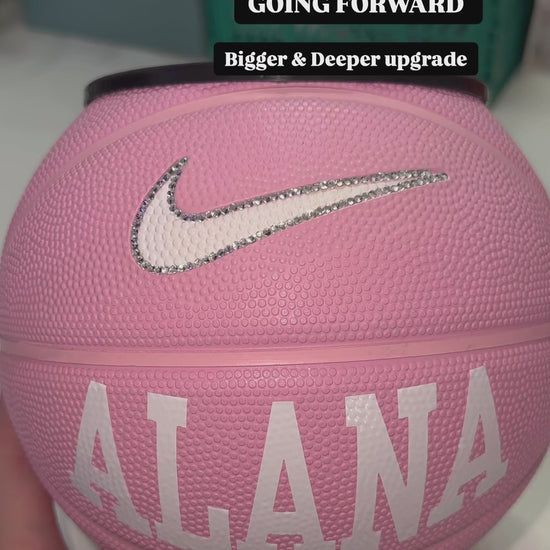 GOING FORWARD
Bigger & Deeper upgrade
ALANA